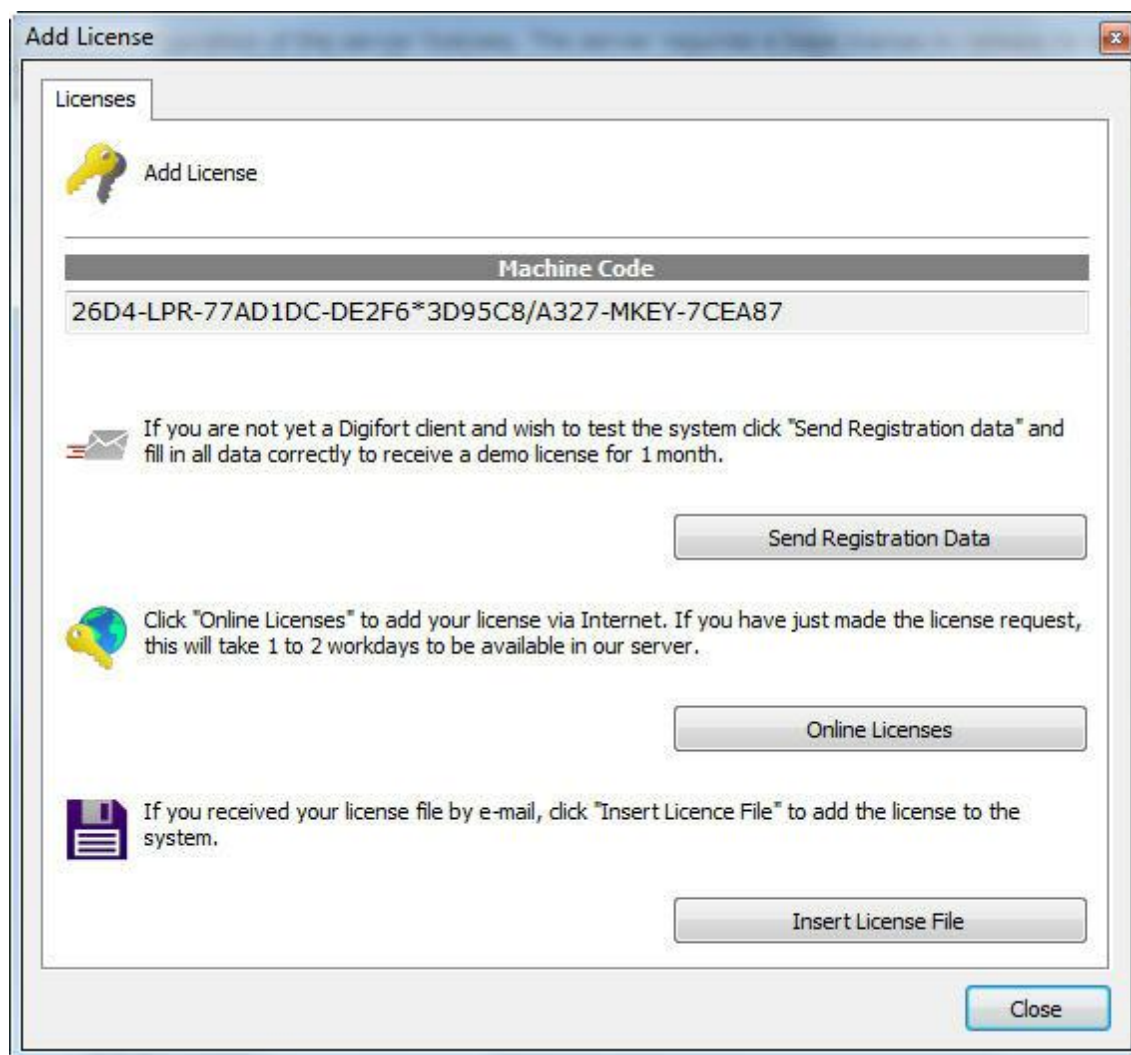 Add License
Licenses
Add License
Machine Code
26D4-LPR-77AD1DC-DE2F6*3D95C8/A327-MKEY-7CEA87
If you are not yet a Digifort client and wish to test the system click "Send Registration data" and
fill in all data correctly to receive a demo license for 1 month.
Send Registration Data
Click "Online Licenses" to add your license via Internet. If you have just made the license request,
this will take 1 to 2 workdays to be available in our server.
Online Licenses
If you received your license file by e-mail, click "Insert Licence File" to add the license to the
system.
Insert License File
Close